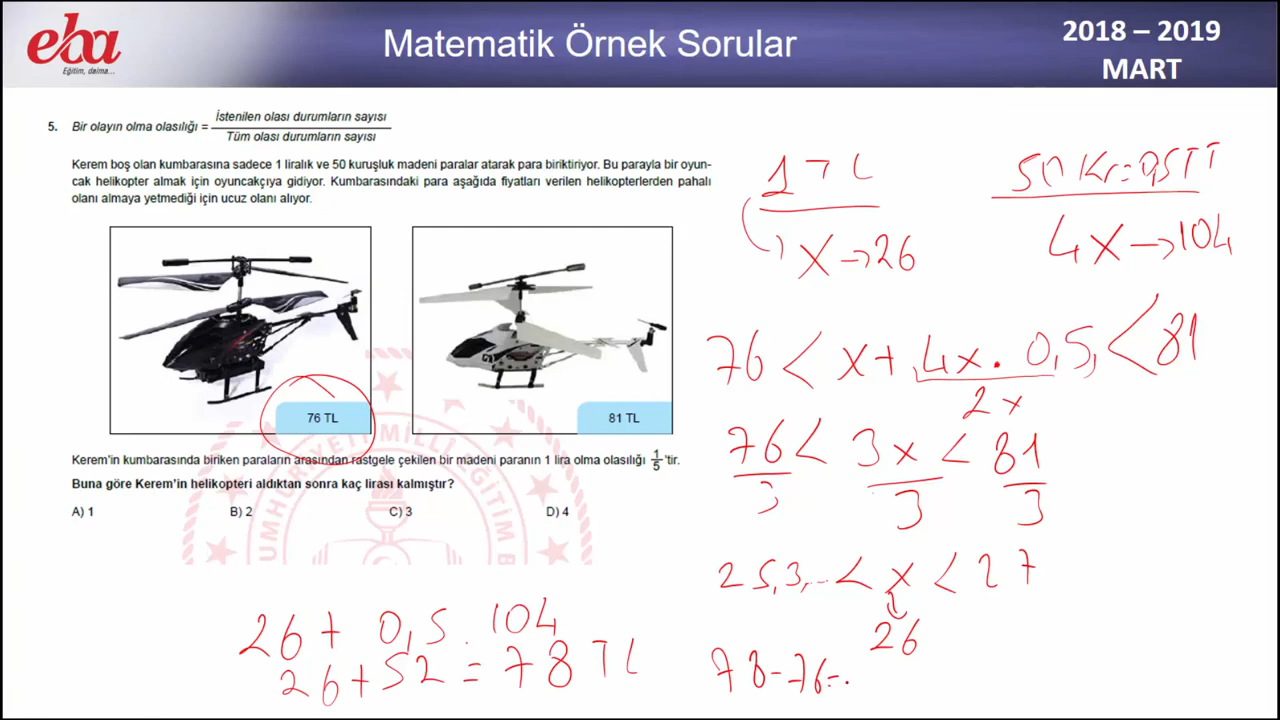 eba
Eğitim, daima...
Matematik Örnek Sorular
2018 – 2019
MART
5. Bir olayın olma olasılığı = İstenilen olası durumların sayısı / Tüm olası durumların sayısı
Kerem boş olan kumbarasına sadece 1 liralık ve 50 kuruşluk madeni paralar atarak para biriktiriyor. Bu parayla bir oyun-
cak helikopter almak için oyuncakçıya gidiyor. Kumbarasındaki para aşağıda fiyatları verilen helikopterlerden pahalı
olanı almaya yetmediği için ucuz olanı alıyor.
76 TL
81 TL
Kerem'in kumbarasında biriken paraların arasından rastgele çekilen bir madeni paranın 1 lira olma olasılığı 1/5 'tir.
Buna göre Kerem'in helikopteri aldıktan sonra kaç lirası kalmıştır?
A) 1 B) 2 C) 3 D) 4
1 TL
50 Kr = 0,5 TL
x → 26
4x → 104
76 < x + 4x . 0,5 < 81
2x
76/3 < 3x/3 < 81/3
25,3... < x < 27
26
26 + 0,5 . 104
26 + 52 = 78 TL
78 - 76 =